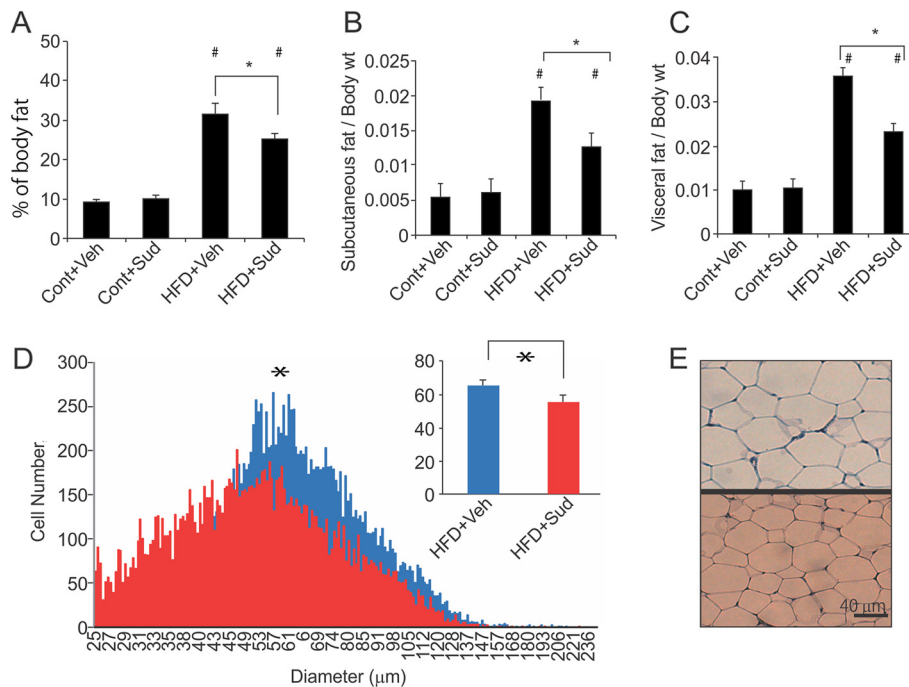 A
% of body fat
50
40
30
20
10
0
# #
*
Cont+Veh
Cont+Sud
HFD+Veh
HFD+Sud
B
Subcutaneous fat / Body wt
0.025
0.02
0.015
0.01
0.005
0
*
# #
Cont+Veh
Cont+Sud
HFD+Veh
HFD+Sud
C
Visceral fat / Body wt
0.04
0.03
0.02
0.01
0
*
# #
Cont+Veh
Cont+Sud
HFD+Veh
HFD+Sud
D
Cell Number
300
250
200
150
100
50
0
*
25 27 29 31 33 35 38 40 43 45 49 53 57 61 6 69 74 80 85 91 98 105 112 120 128 137 147 157 168 180 193 206 221 236
Diameter (μm)
80
60
40
60
0
*
HFD+Veh
HFD+Sud
E
40 μm